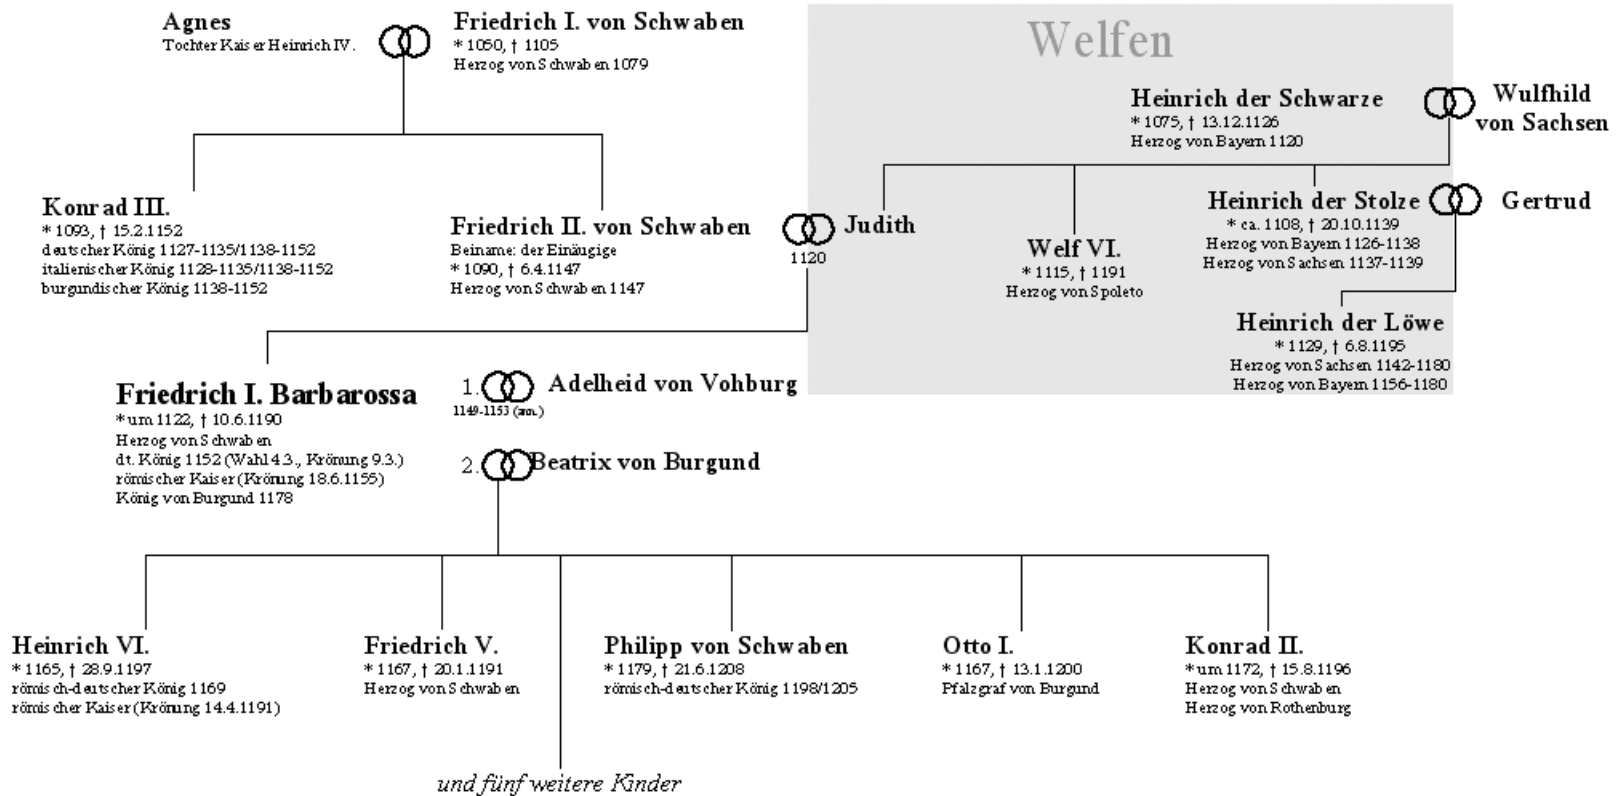 Agnes
Tochter Kaiser Heinrich IV.
Friedrich I. von Schwaben
* 1050, † 1105
Herzog von Schwaben 1079
Welfen
Heinrich der Schwarze
* 1075, † 13.12.1126
Herzog von Bayern 1120
Wulfhild
von Sachsen
Konrad III.
* 1093, † 15.2.1152
deutscher König 1127-1135/1138-1152
italienischer König 1128-1135/1138-1152
burgundischer König 1138-1152
Friedrich II. von Schwaben
Beiname: der Einäugige
* 1090, † 6.4.1147
Herzog von Schwaben 1147
1120
Judith
Welf VI.
* 1115, † 1191
Herzog von Spoleto
Heinrich der Stolze
* ca. 1108, † 20.10.1139
Herzog von Bayern 1126-1138
Herzog von Sachsen 1137-1139
Gertrud
Heinrich der Löwe
* 1129, † 6.8.1195
Herzog von Sachsen 1142-1180
Herzog von Bayern 1156-1180
Friedrich I. Barbarossa
* um 1122, † 10.6.1190
Herzog von Schwaben
dt. König 1152 (Wahl 4.3., Krönung 9.3.)
römischer Kaiser (Krönung 18.6.1155)
König von Burgund 1178
1. Adelheid von Vohburg
1149-1153 (ann.)
2. Beatrix von Burgund
Heinrich VI.
* 1165, † 28.9.1197
römisch-deutscher König 1169
römischer Kaiser (Krönung 14.4.1191)
Friedrich V.
* 1167, † 20.1.1191
Herzog von Schwaben
Philipp von Schwaben
* 1179, † 21.6.1208
römisch-deutscher König 1198/1205
Otto I.
* 1167, † 13.1.1200
Pfalzgraf von Burgund
Konrad II.
* um 1172, † 15.8.1196
Herzog von Schwaben
Herzog von Rothenburg
und fünf weitere Kinder